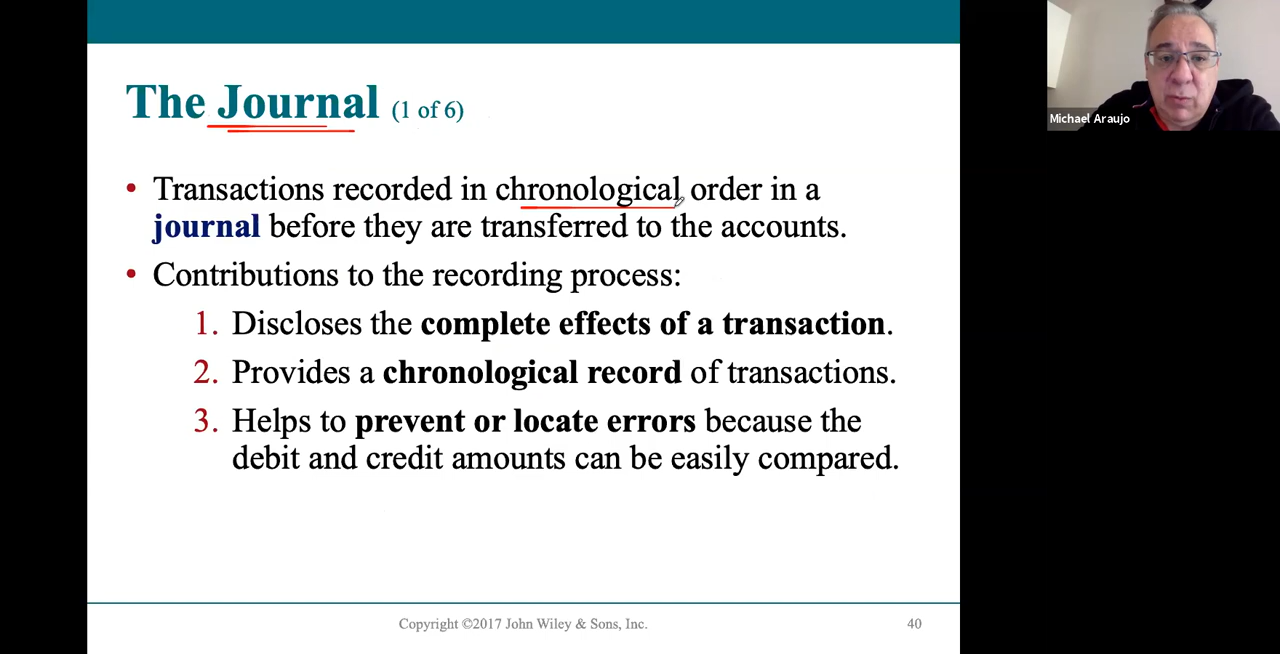 The Journal (1 of 6)
Michael Araujo
• Transactions recorded in chronological order in a
journal before they are transferred to the accounts.
• Contributions to the recording process:
1. Discloses the complete effects of a transaction.
2. Provides a chronological record of transactions.
3. Helps to prevent or locate errors because the
debit and credit amounts can be easily compared.
Copyright ©2017 John Wiley & Sons, Inc.
40